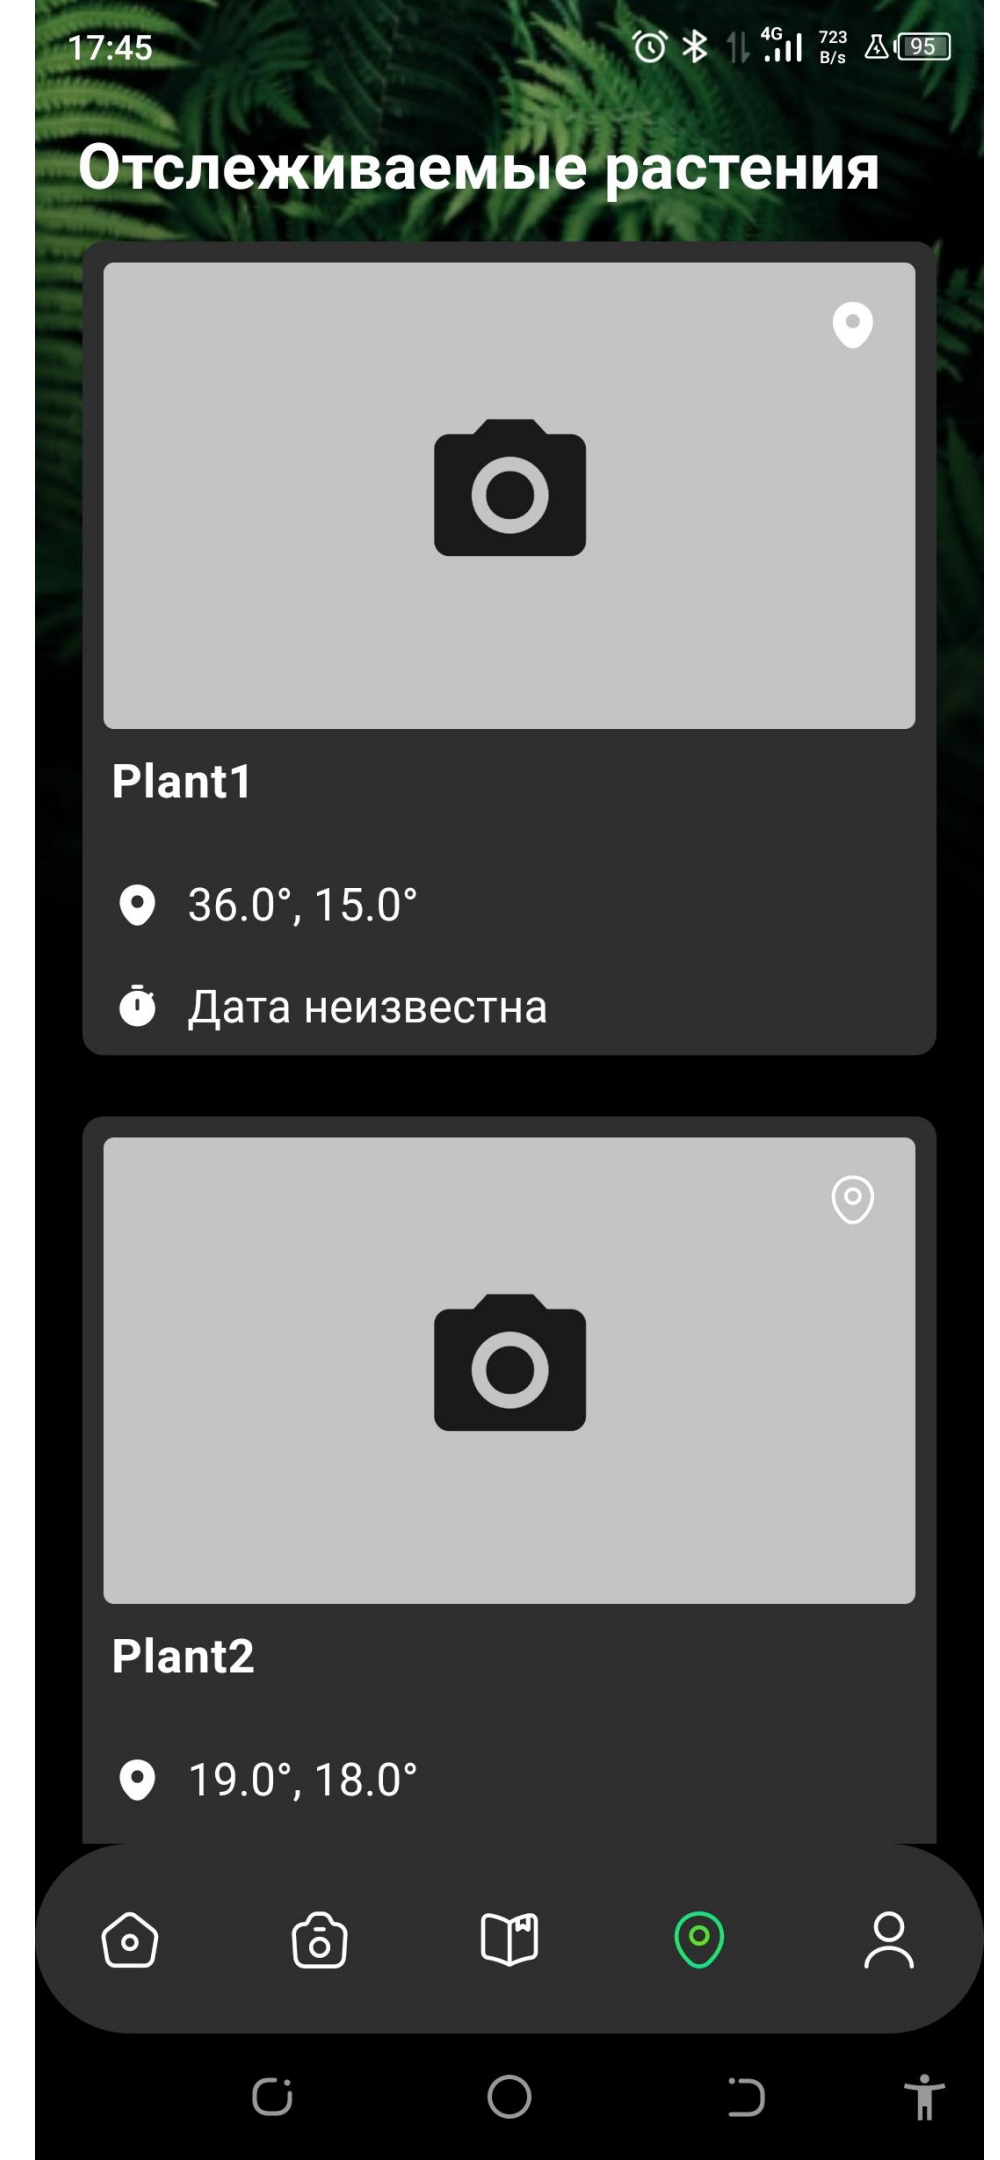 17:45 4G 723 B/s 95
Отслеживаемые растения
Plant1
36.0°, 15.0°
Дата неизвестна
Plant2
19.0°, 18.0°